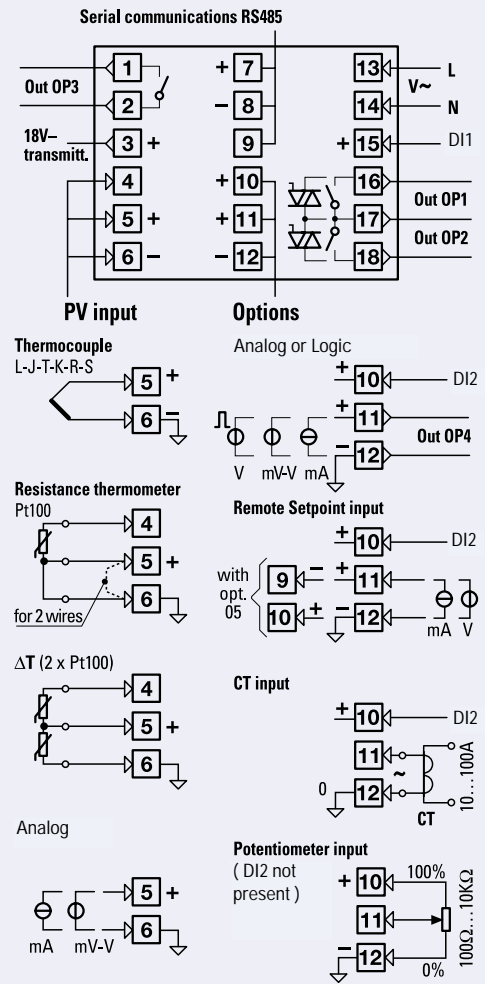 Serial communications RS485
1 + 7 13 L
Out OP3 V~
2 – 8 14 N
18V– transmitt. 3 + 9 + 15 DI1
4 + 10 16
Out OP1
5 + + 11 17
Out OP2
6 – – 12 18
PV input Options
Thermocouple
L-J-T-K-R-S
5 +
6 –
Resistance thermometer
Pt100
4
5 +
6
for 2 wires
ΔT (2 x Pt100)
4
5 +
6
Analog
5 +
6
mA mV-V
Analog or Logic
+ 10 DI2
+ 11
Out OP4
– 12
V mV-V mA
Remote Setpoint input
+ 10 DI2
with opt. 05
9 – + 11
10 + – 12
mA V
CT input
+ 10 DI2
11
~
0 12
CT
10...100A
Potentiometer input
( DI2 not
present )
+ 10 100%
11
– 12
0%
100Ω...10KΩ